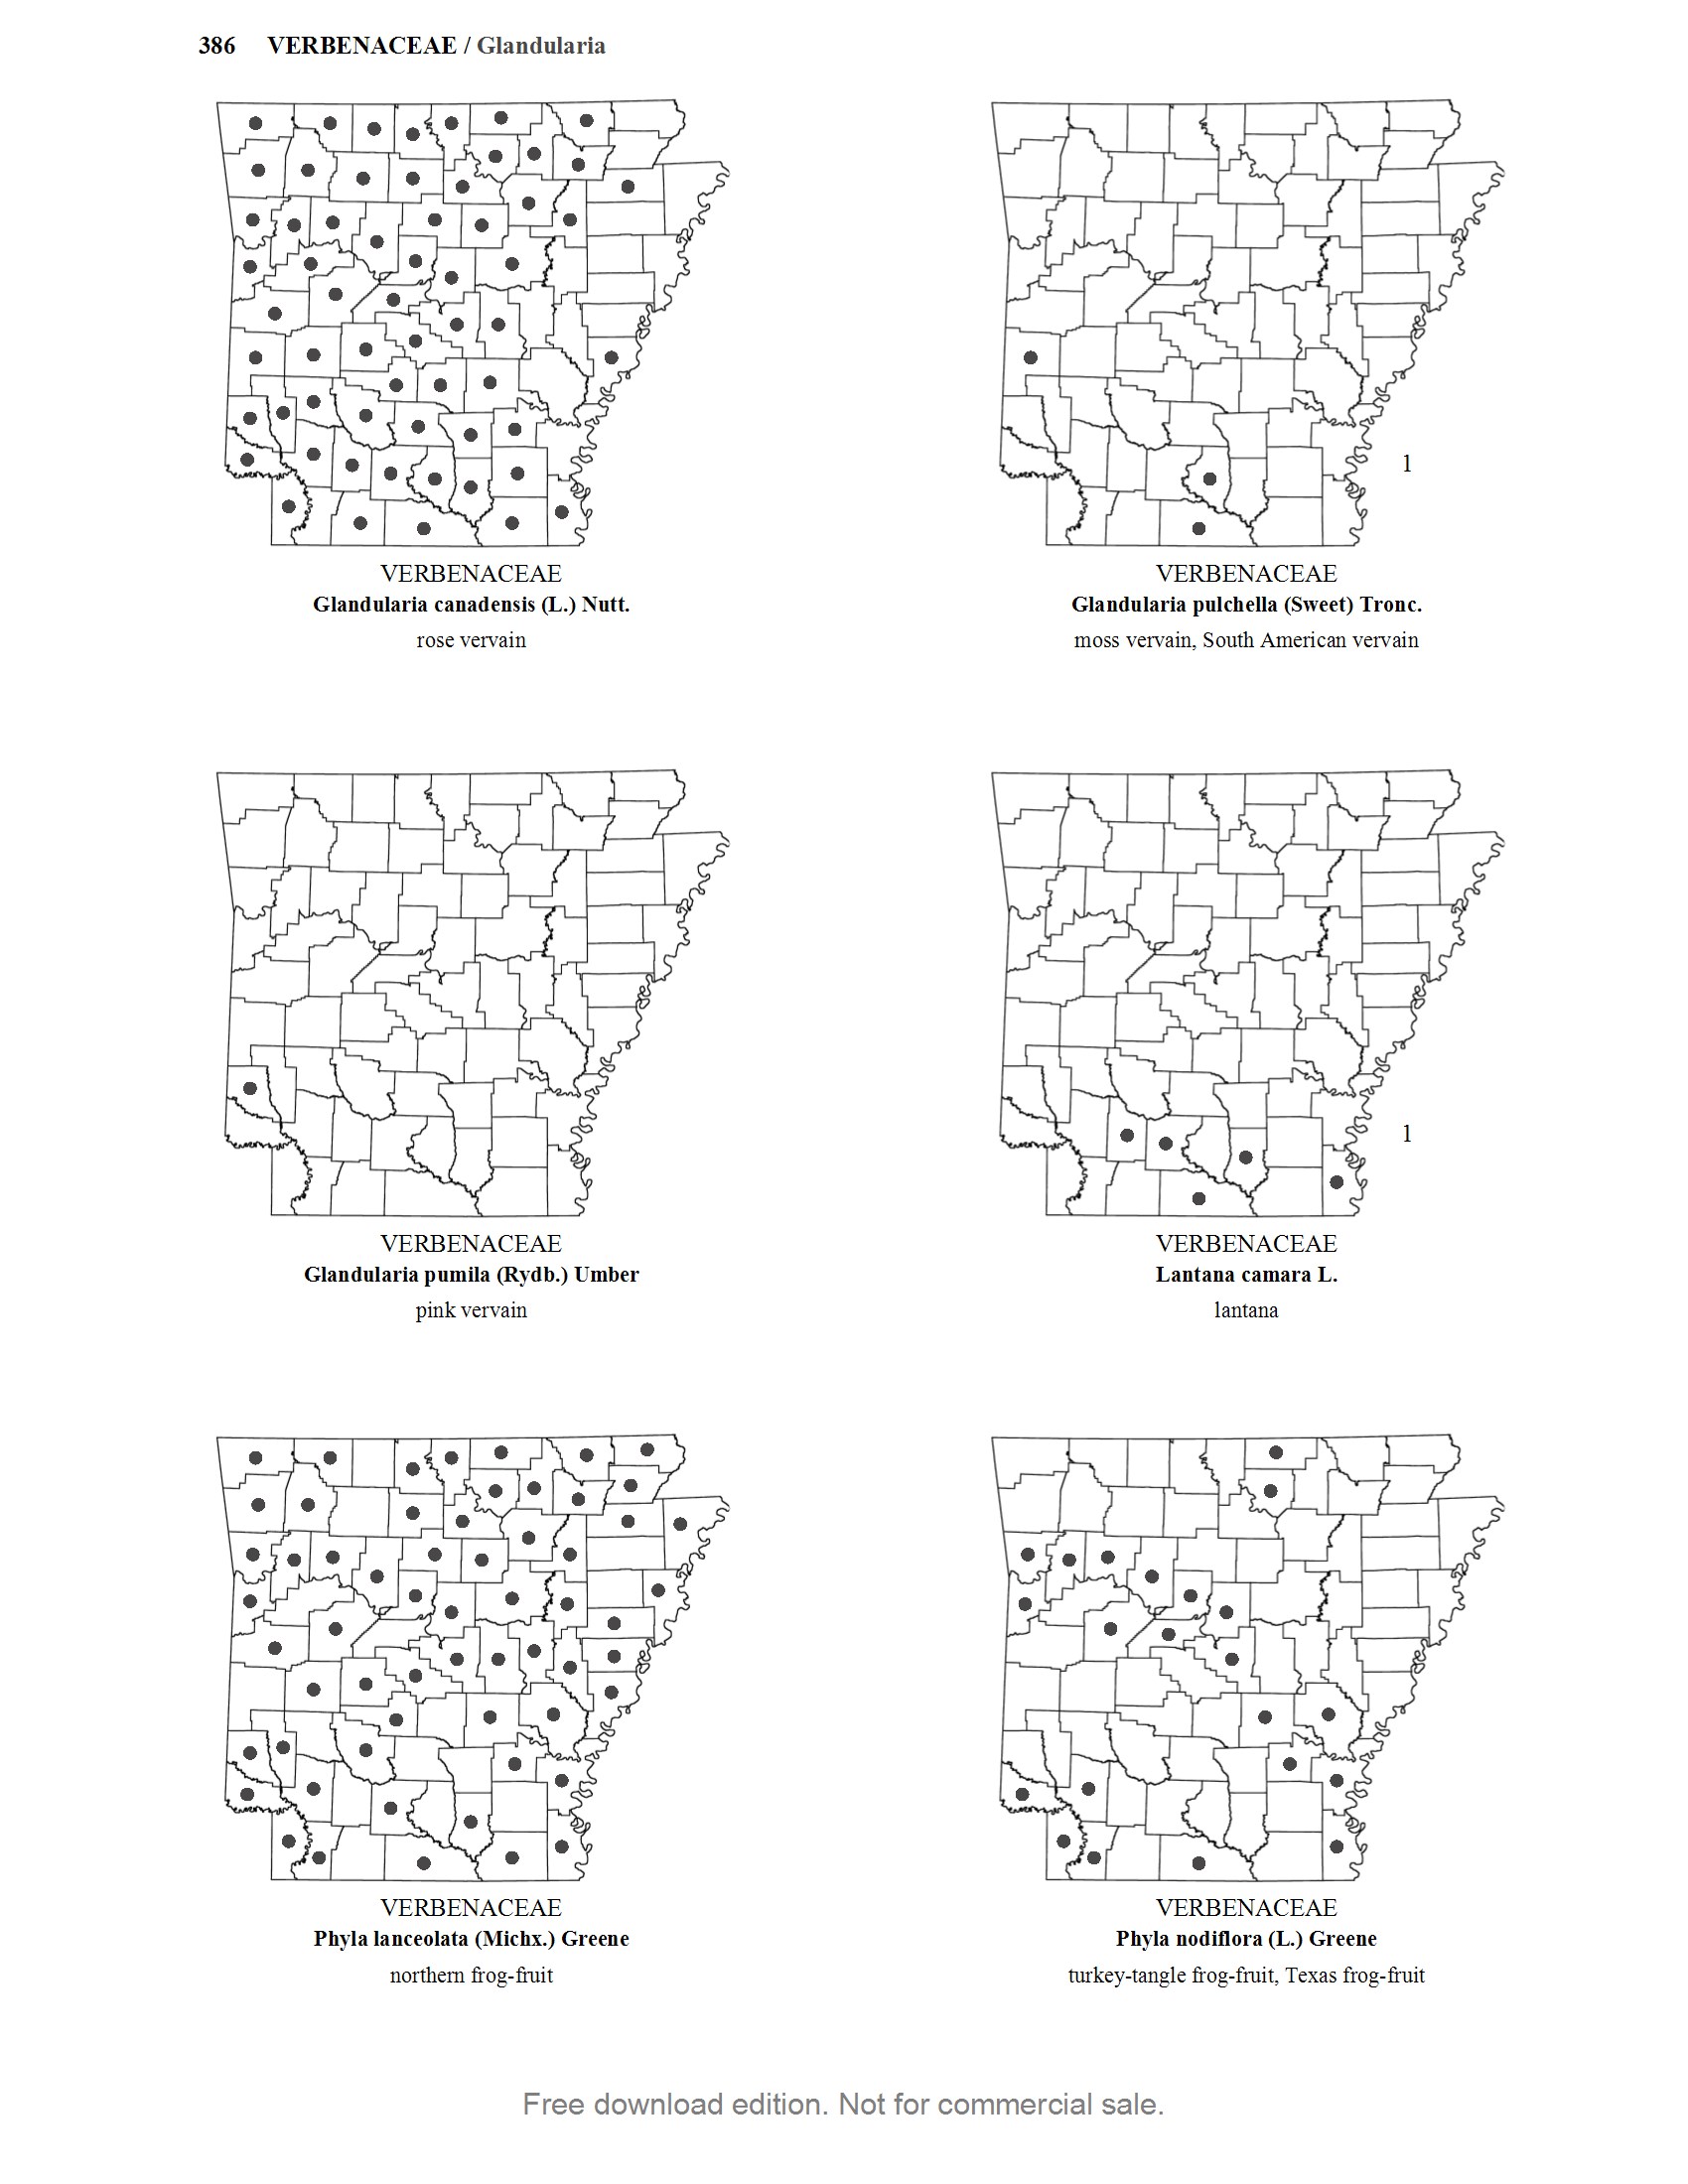 386 VERBENACEAE / Glandularia
1
VERBENACEAE
Glandularia canadensis (L.) Nutt.
rose vervain
VERBENACEAE
Glandularia pulchella (Sweet) Tronc.
moss vervain, South American vervain
1
VERBENACEAE
Glandularia pumila (Rydb.) Umber
pink vervain
VERBENACEAE
Lantana camara L.
lantana
VERBENACEAE
Phyla lanceolata (Michx.) Greene
northern frog-fruit
VERBENACEAE
Phyla nodiflora (L.) Greene
turkey-tangle frog-fruit, Texas frog-fruit
Free download edition. Not for commercial sale.